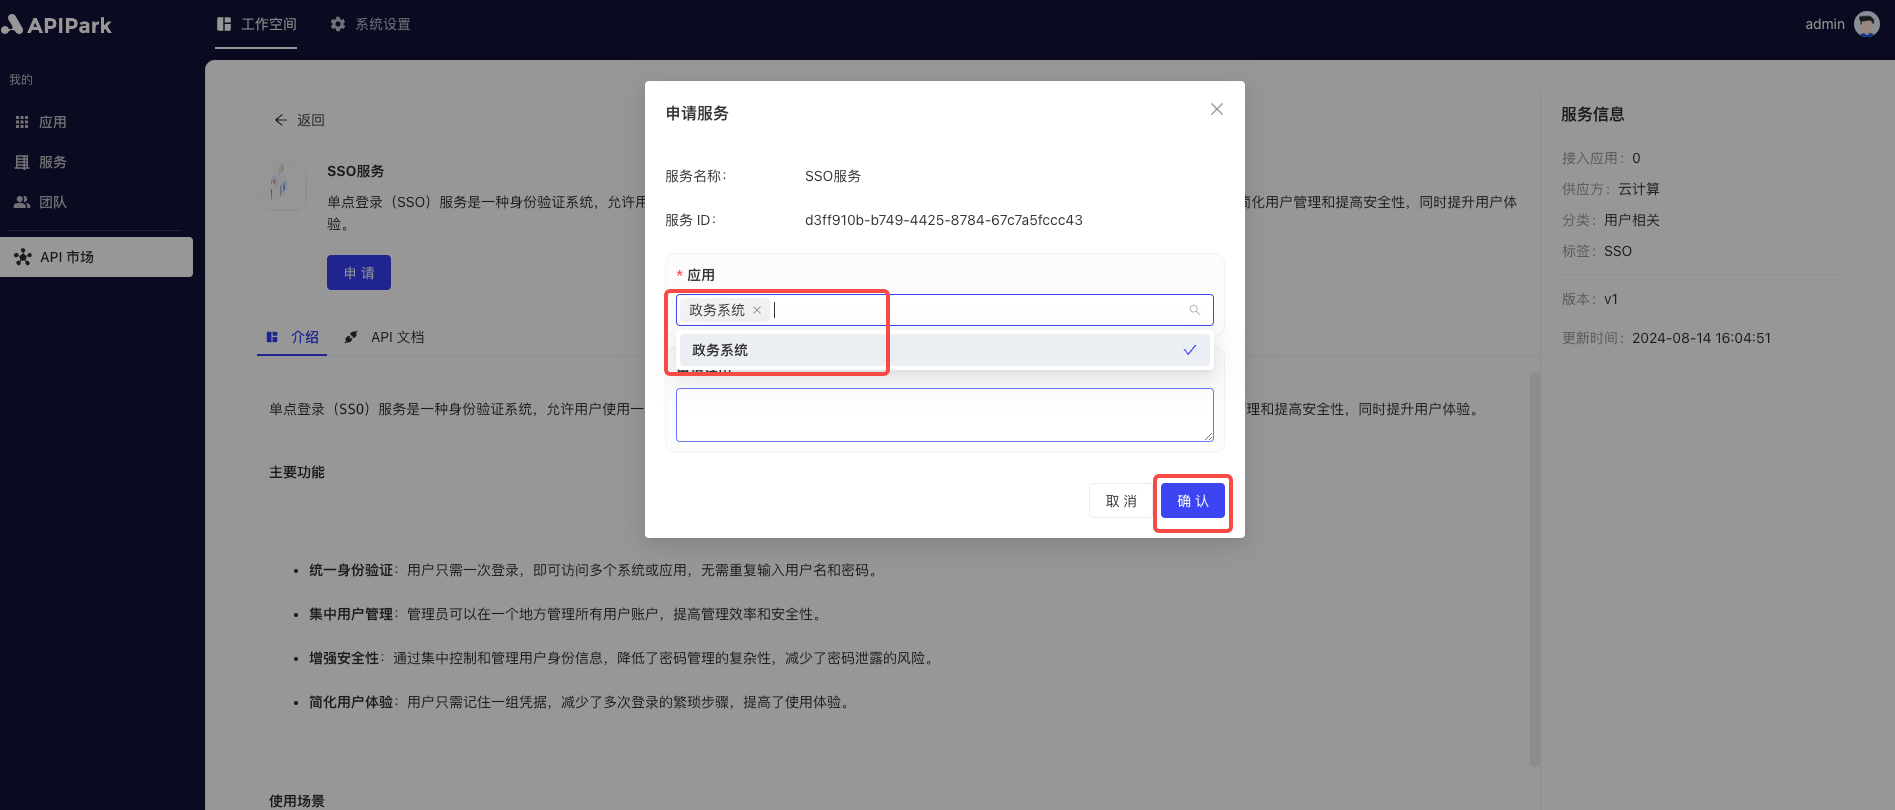 APIPark
工作空间
系统设置
admin
我的
应用
服务
团队
API 市场
返回
SSO服务
单点登录（SSO）服务是一种身份验证系统，允许用
简化用户管理和提高安全性，同时提升用户体
验。
申 请
介绍
API 文档
单点登录（SSO）服务是一种身份验证系统，允许用户使用一
理和提高安全性，同时提升用户体验。
主要功能
• 统一身份验证：用户只需一次登录，即可访问多个系统或应用，无需重复输入用户名和密码。
• 集中用户管理：管理员可以在一个地方管理所有用户账户，提高管理效率和安全性。
• 增强安全性：通过集中控制和管理用户身份信息，降低了密码管理的复杂性，减少了密码泄露的风险。
• 简化用户体验：用户只需记住一组凭据，减少了多次登录的繁琐步骤，提高了使用体验。
使用场景
申请服务
服务名称：
SSO服务
服务 ID：
d3ff910b-b749-4425-8784-67c7a5fccc43
* 应用
政务系统
政务系统
取 消
确 认
服务信息
接入应用：0
供应方：云计算
分类：用户相关
标签：SSO
版本：v1
更新时间：2024-08-14 16:04:51